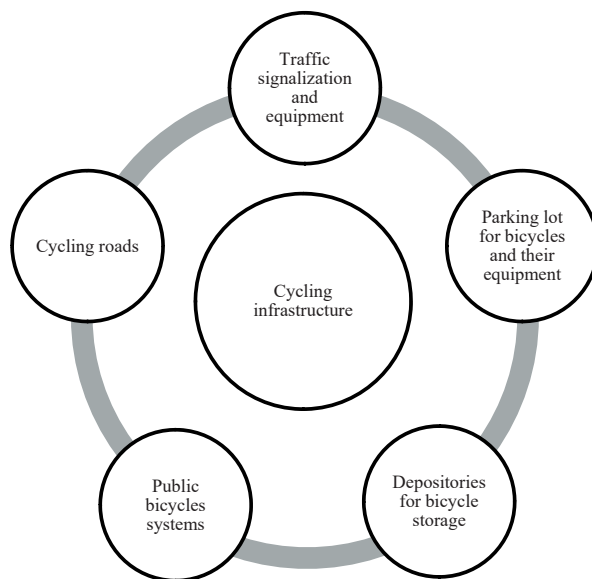 Traffic
signalization
and
equipment
Parking lot
for bicycles
and their
equipment
Cycling roads
Cycling
infrastructure
Public
bicycles
systems
Depositories
for bicycle
storage